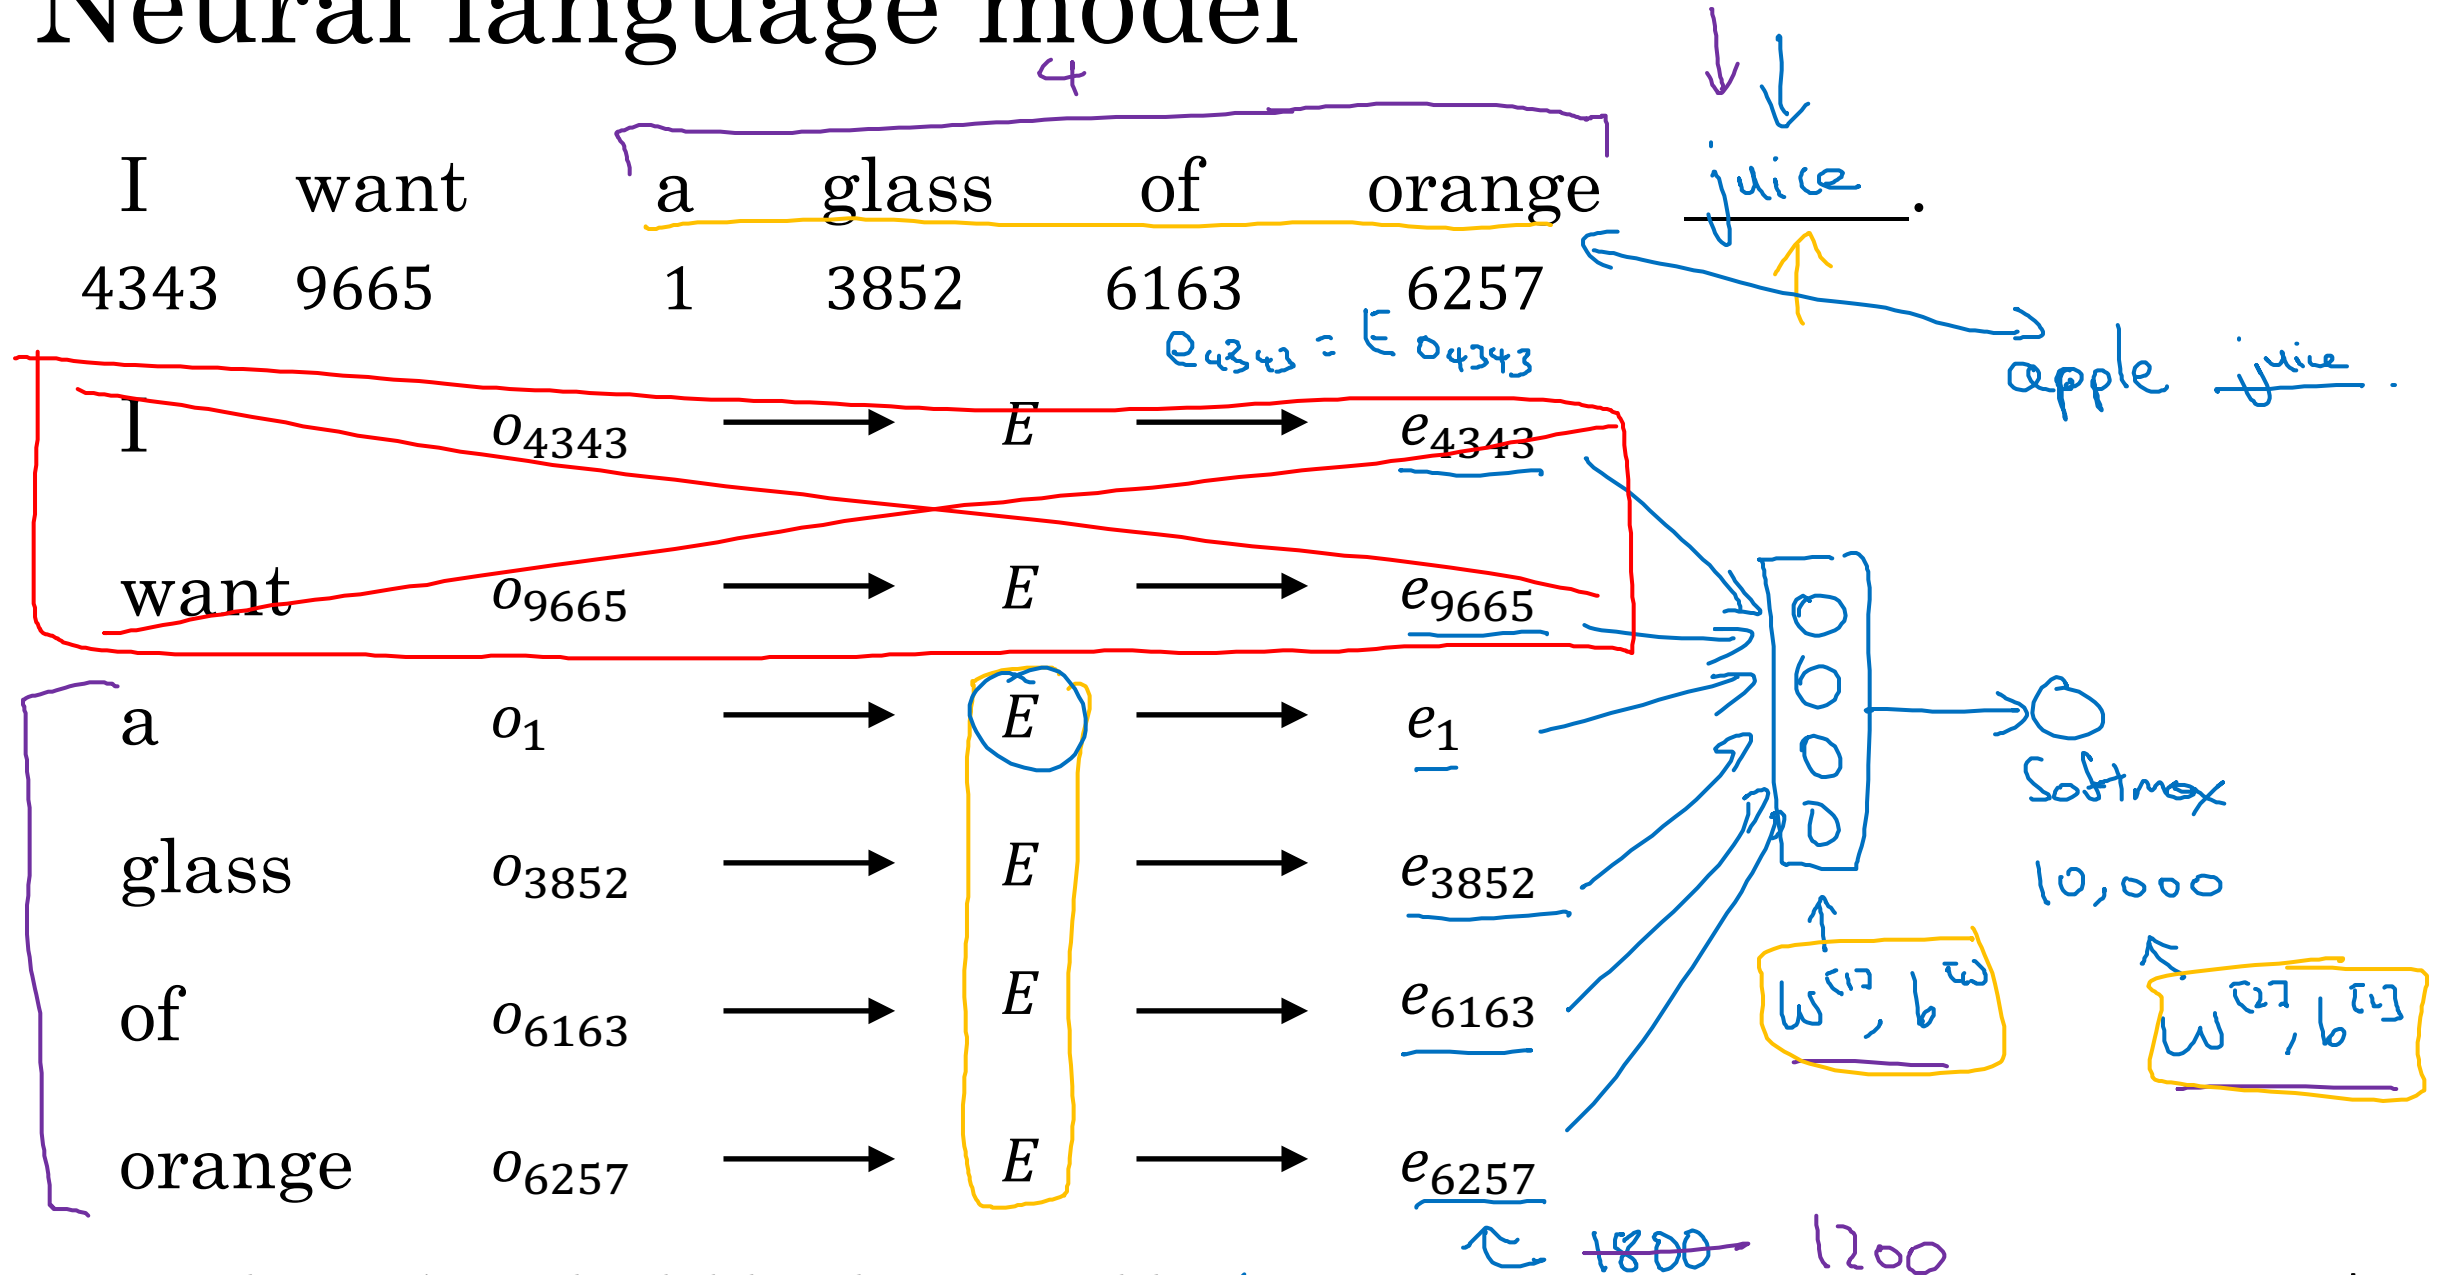 Neural language model
4
I want a glass of orange juice.
4343 9665 1 3852 6163 6257
e4343 = E o4343
apple juice.
I o4343 → E → e4343
want o9665 → E → e9665
a o1 → E → e1
glass o3852 → E → e3852
of o6163 → E → e6163
orange o6257 → E → e6257
Softmax
10,000
W[1], b[1]
W[2], b[2]
1800 1200